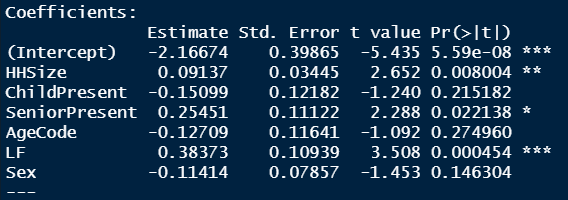 Coefficients:
Estimate Std. Error t value Pr(>|t|)
(Intercept) -2.16674 0.39865 -5.435 5.59e-08 ***
HHSize 0.09137 0.03445 2.652 0.008004 **
ChildPresent -0.15099 0.12182 -1.240 0.215182
SeniorPresent 0.25451 0.11122 2.288 0.022138 *
AgeCode -0.12709 0.11641 -1.092 0.274960
LF 0.38373 0.10939 3.508 0.000454 ***
Sex -0.11414 0.07857 -1.453 0.146304
---